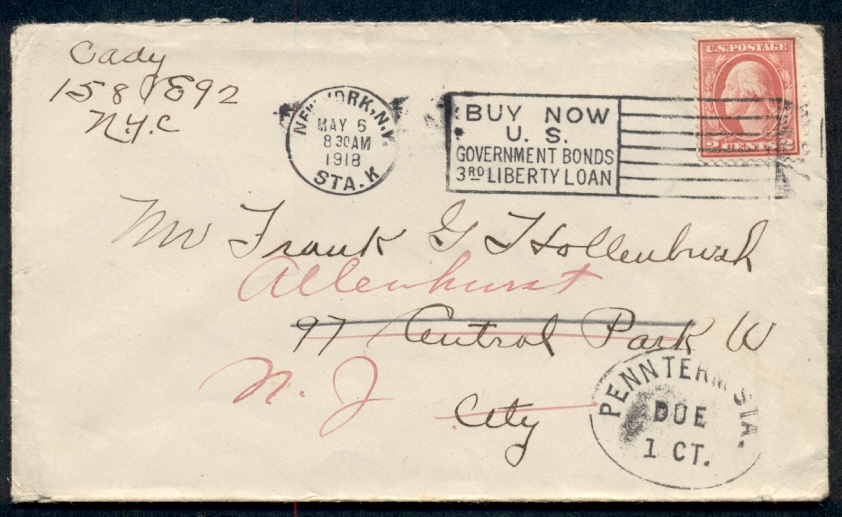 Cady
158 E 92
N.Y.C
NEW YORK, N.Y.
MAY 6
8 30 AM
1918
STA. K
BUY NOW
U. S.
GOVERNMENT BONDS
3RD LIBERTY LOAN
U.S. POSTAGE
2 CENTS 2
Mr Frank G Hollenbush
Allenhurst
97 Central Park W
N. J.
City
PENN TERM. STA.
DUE
1 CT.